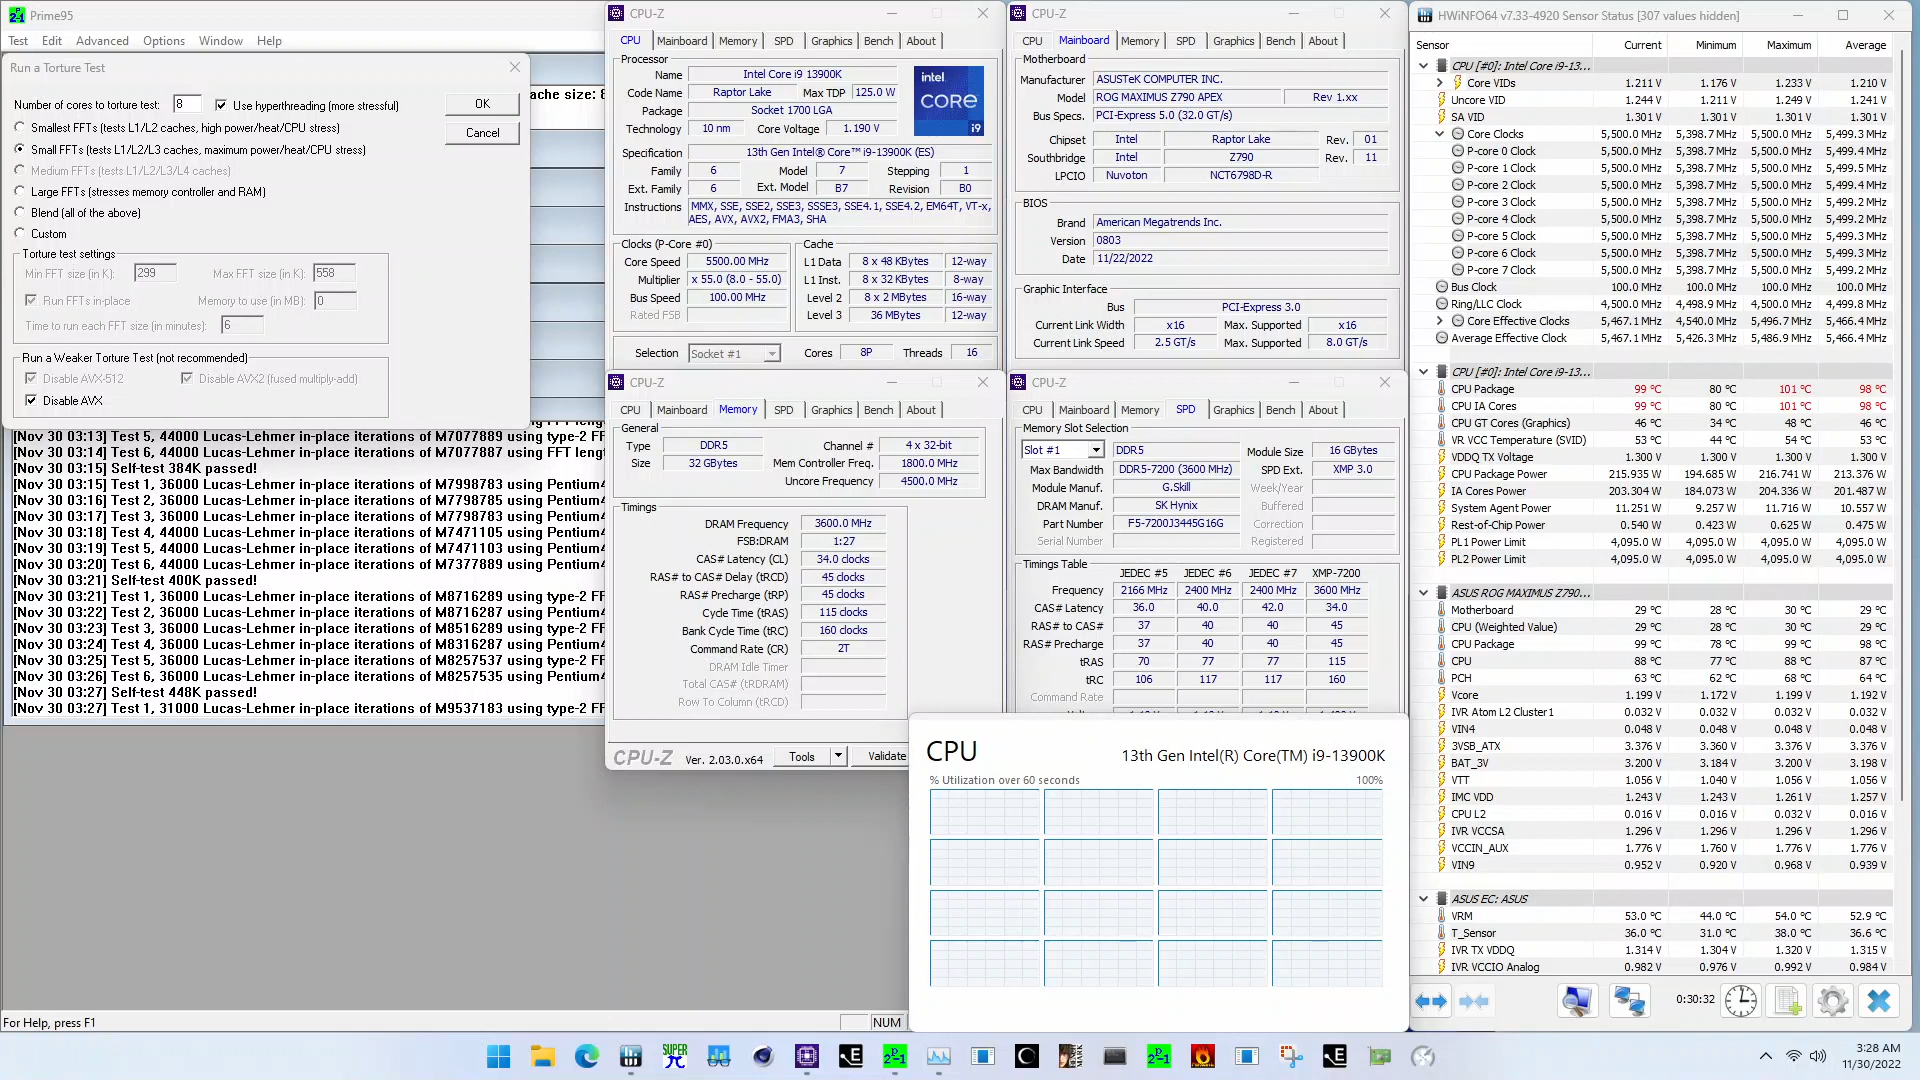 Prime95
Test Edit Advanced Options Window Help
Run a Torture Test
Number of cores to torture test: 8 Use hyperthreading (more stressful) OK
Smallest FFTs (tests L1/L2 caches, high power/heat/CPU stress) Cancel
Small FFTs (tests L1/L2/L3 caches, maximum power/heat/CPU stress)
Medium FFTs (tests L1/L2/L3/L4 caches)
Large FFTs (stresses memory controller and RAM)
Blend (all of the above)
Custom
Torture test settings
Min FFT size (in K): 299 Max FFT size (in K): 558
Run FFTs in-place Memory to use (in MB): 0
Time to run each FFT size (in minutes): 6
Run a Weaker Torture Test (not recommended)
Disable AVX-512 Disable AVX2 (fused multiply-add)
Disable AVX
ache size: 8
[Nov 30 03:13] Test 5, 44000 Lucas-Lehmer in-place iterations of M7077889 using type-2 FF
[Nov 30 03:14] Test 6, 44000 Lucas-Lehmer in-place iterations of M7077887 using FFT leng
[Nov 30 03:15] Self-test 384K passed!
[Nov 30 03:15] Test 1, 36000 Lucas-Lehmer in-place iterations of M7998783 using Pentium4
[Nov 30 03:16] Test 2, 36000 Lucas-Lehmer in-place iterations of M7798785 using Pentium4
[Nov 30 03:17] Test 3, 36000 Lucas-Lehmer in-place iterations of M7798783 using Pentium4
[Nov 30 03:18] Test 4, 44000 Lucas-Lehmer in-place iterations of M7471105 using Pentium4
[Nov 30 03:19] Test 5, 44000 Lucas-Lehmer in-place iterations of M7471103 using Pentium4
[Nov 30 03:20] Test 6, 44000 Lucas-Lehmer in-place iterations of M7377889 using Pentium4
[Nov 30 03:21] Self-test 400K passed!
[Nov 30 03:21] Test 1, 36000 Lucas-Lehmer in-place iterations of M8716289 using type-2 FF
[Nov 30 03:22] Test 2, 36000 Lucas-Lehmer in-place iterations of M8716287 using Pentium4
[Nov 30 03:23] Test 3, 36000 Lucas-Lehmer in-place iterations of M8516289 using type-2 FF
[Nov 30 03:24] Test 4, 36000 Lucas-Lehmer in-place iterations of M8316287 using Pentium4
[Nov 30 03:25] Test 5, 36000 Lucas-Lehmer in-place iterations of M8257537 using type-2 FF
[Nov 30 03:26] Test 6, 36000 Lucas-Lehmer in-place iterations of M8257535 using Pentium4
[Nov 30 03:27] Self-test 448K passed!
[Nov 30 03:27] Test 1, 31000 Lucas-Lehmer in-place iterations of M9537183 using type-2 FF
For Help, press F1 NUM
CPU-Z
CPU Mainboard Memory SPD Graphics Bench About
Processor
Name Intel Core i9 13900K
Code Name Raptor Lake Max TDP 125.0 W
Package Socket 1700 LGA
Technology 10 nm Core Voltage 1.190 V
intel CORE i9
Specification 13th Gen Intel® Core™ i9-13900K (ES)
Family 6 Model 7 Stepping 1
Ext. Family 6 Ext. Model B7 Revision B0
Instructions MMX, SSE, SSE2, SSE3, SSSE3, SSE4.1, SSE4.2, EM64T, VT-x,
AES, AVX, AVX2, FMA3, SHA
Clocks (P-Core #0) Cache
Core Speed 5500.00 MHz L1 Data 8 x 48 KBytes 12-way
Multiplier x 55.0 (8.0 - 55.0) L1 Inst. 8 x 32 KBytes 8-way
Bus Speed 100.00 MHz Level 2 8 x 2 MBytes 16-way
Rated FSB Level 3 36 MBytes 12-way
Selection Socket #1 Cores 8P Threads 16
CPU-Z
CPU Mainboard Memory SPD Graphics Bench About
Motherboard
Manufacturer ASUSTeK COMPUTER INC.
Model ROG MAXIMUS Z790 APEX Rev 1.xx
Bus Specs. PCI-Express 5.0 (32.0 GT/s)
Chipset Intel Raptor Lake Rev. 01
Southbridge Intel Z790 Rev. 11
LPCIO Nuvoton NCT6798D-R
BIOS
Brand American Megatrends Inc.
Version 0803
Date 11/22/2022
Graphic Interface
Bus PCI-Express 3.0
Current Link Width x16 Max. Supported x16
Current Link Speed 2.5 GT/s Max. Supported 8.0 GT/s
CPU-Z
CPU Mainboard Memory SPD Graphics Bench About
General
Type DDR5 Channel # 4 x 32-bit
Size 32 GBytes Mem Controller Freq. 1800.0 MHz
Uncore Frequency 4500.0 MHz
Timings
DRAM Frequency 3600.0 MHz
FSB:DRAM 1:27
CAS# Latency (CL) 34.0 clocks
RAS# to CAS# Delay (tRCD) 45 clocks
RAS# Precharge (tRP) 45 clocks
Cycle Time (tRAS) 115 clocks
Bank Cycle Time (tRC) 160 clocks
Command Rate (CR) 2T
DRAM Idle Timer
Total CAS# (tRDRAM)
Row To Column (tRCD)
CPU-Z Ver. 2.03.0.x64 Tools Validate
CPU-Z
CPU Mainboard Memory SPD Graphics Bench About
Memory Slot Selection
Slot #1 DDR5 Module Size 16 GBytes
Max Bandwidth DDR5-7200 (3600 MHz) SPD Ext. XMP 3.0
Module Manuf. G.Skill Week/Year
DRAM Manuf. SK Hynix Buffered
Part Number F5-7200J3445G16G Correction
Serial Number Registered
Timings Table
JEDEC #5 JEDEC #6 JEDEC #7 XMP-7200
Frequency 2166 MHz 2400 MHz 2400 MHz 3600 MHz
CAS# Latency 36.0 40.0 42.0 34.0
RAS# to CAS# 37 40 40 45
RAS# Precharge 37 40 40 45
tRAS 70 77 77 115
tRC 106 117 117 160
Command Rate
CPU 13th Gen Intel(R) Core(TM) i9-13900K
% Utilization over 60 seconds 100%
HWiNFO64 v7.33-4920 Sensor Status [307 values hidden]
Sensor Current Minimum Maximum Average
CPU [#0]: Intel Core i9-13...
Core VIDs 1.211 V 1.176 V 1.233 V 1.210 V
Uncore VID 1.244 V 1.211 V 1.249 V 1.241 V
SA VID 1.301 V 1.301 V 1.301 V 1.301 V
Core Clocks 5,500.0 MHz 5,398.7 MHz 5,500.0 MHz 5,499.3 MHz
P-core 0 Clock 5,500.0 MHz 5,398.7 MHz 5,500.0 MHz 5,499.4 MHz
P-core 1 Clock 5,500.0 MHz 5,398.7 MHz 5,500.0 MHz 5,499.5 MHz
P-core 2 Clock 5,500.0 MHz 5,398.7 MHz 5,500.0 MHz 5,499.4 MHz
P-core 3 Clock 5,500.0 MHz 5,398.7 MHz 5,500.0 MHz 5,499.2 MHz
P-core 4 Clock 5,500.0 MHz 5,398.7 MHz 5,500.0 MHz 5,499.2 MHz
P-core 5 Clock 5,500.0 MHz 5,398.7 MHz 5,500.0 MHz 5,499.3 MHz
P-core 6 Clock 5,500.0 MHz 5,398.7 MHz 5,500.0 MHz 5,499.3 MHz
P-core 7 Clock 5,500.0 MHz 5,398.7 MHz 5,500.0 MHz 5,499.2 MHz
Bus Clock 100.0 MHz 100.0 MHz 100.0 MHz 100.0 MHz
Ring/LLC Clock 4,500.0 MHz 4,498.9 MHz 4,500.0 MHz 4,499.8 MHz
Core Effective Clocks 5,467.1 MHz 4,540.0 MHz 5,496.7 MHz 5,466.4 MHz
Average Effective Clock 5,467.1 MHz 5,426.3 MHz 5,486.9 MHz 5,466.4 MHz
CPU [#0]: Intel Core i9-13...
CPU Package 99 °C 80 °C 101 °C 98 °C
CPU IA Cores 99 °C 80 °C 101 °C 98 °C
CPU GT Cores (Graphics) 46 °C 34 °C 48 °C 46 °C
VR VCC Temperature (SVID) 53 °C 44 °C 54 °C 53 °C
VDDQ TX Voltage 1.300 V 1.300 V 1.300 V 1.300 V
CPU Package Power 215.935 W 194.685 W 216.741 W 213.376 W
IA Cores Power 203.304 W 184.073 W 204.336 W 201.487 W
System Agent Power 11.251 W 9.257 W 11.716 W 10.557 W
Rest-of-Chip Power 0.540 W 0.423 W 0.625 W 0.475 W
PL1 Power Limit 4,095.0 W 4,095.0 W 4,095.0 W 4,095.0 W
PL2 Power Limit 4,095.0 W 4,095.0 W 4,095.0 W 4,095.0 W
ASUS ROG MAXIMUS Z790...
Motherboard 29 °C 28 °C 30 °C 29 °C
CPU (Weighted Value) 29 °C 28 °C 30 °C 29 °C
CPU Package 99 °C 78 °C 99 °C 98 °C
CPU 88 °C 77 °C 88 °C 87 °C
PCH 63 °C 62 °C 68 °C 64 °C
Vcore 1.199 V 1.172 V 1.199 V 1.192 V
IVR Atom L2 Cluster1 0.032 V 0.032 V 0.032 V 0.032 V
VIN4 0.048 V 0.048 V 0.048 V 0.048 V
3VSB_ATX 3.376 V 3.360 V 3.376 V 3.376 V
BAT_3V 3.200 V 3.184 V 3.200 V 3.198 V
VTT 1.056 V 1.040 V 1.056 V 1.056 V
IMC VDD 1.243 V 1.243 V 1.261 V 1.257 V
CPU L2 0.016 V 0.016 V 0.032 V 0.016 V
IVR VCCSA 1.296 V 1.296 V 1.296 V 1.296 V
VCCIN_AUX 1.776 V 1.760 V 1.776 V 1.776 V
VIN9 0.952 V 0.920 V 0.968 V 0.939 V
ASUS EC: ASUS
VRM 53.0 °C 44.0 °C 54.0 °C 52.9 °C
T_Sensor 36.0 °C 31.0 °C 38.0 °C 36.6 °C
IVR TX VDDQ 1.314 V 1.304 V 1.320 V 1.315 V
IVR VCCIO Analog 0.982 V 0.976 V 0.992 V 0.984 V
0:30:32
3:28 AM
11/30/2022